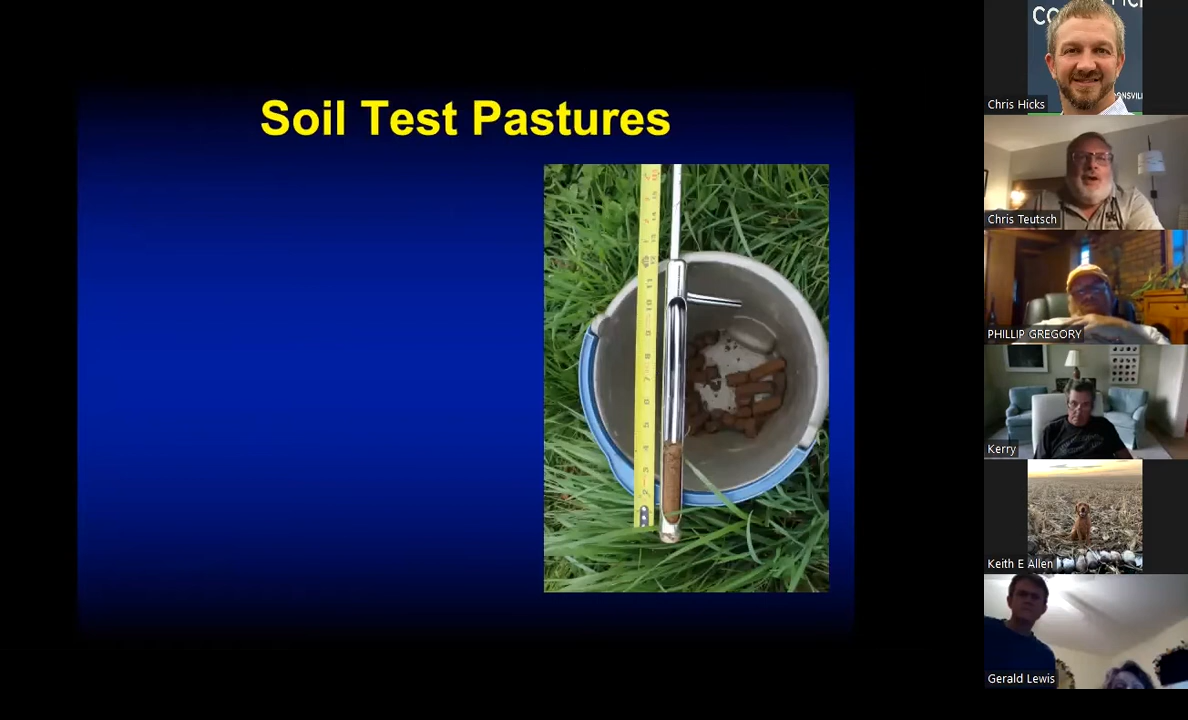 Soil Test Pastures
Chris Hicks
Chris Teutsch
PHILLIP GREGORY
Kerry
Keith E Allen
Gerald Lewis